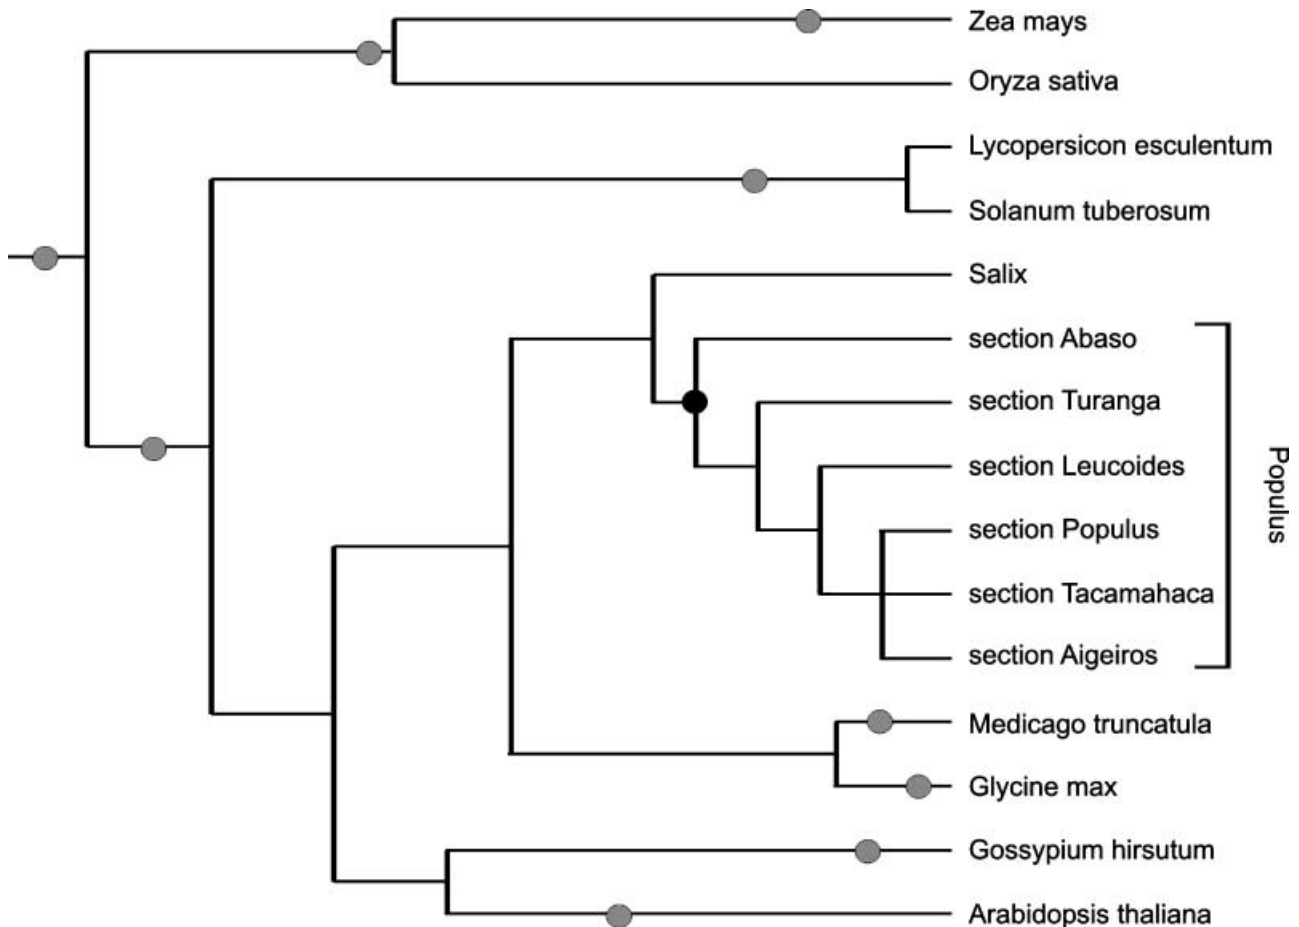 Zea mays
Oryza sativa
Lycopersicon esculentum
Solanum tuberosum
Salix
section Abaso
section Turanga
section Leucoides
section Populus
section Tacamahaca
section Aigeiros
Populus
Medicago truncatula
Glycine max
Gossypium hirsutum
Arabidopsis thaliana